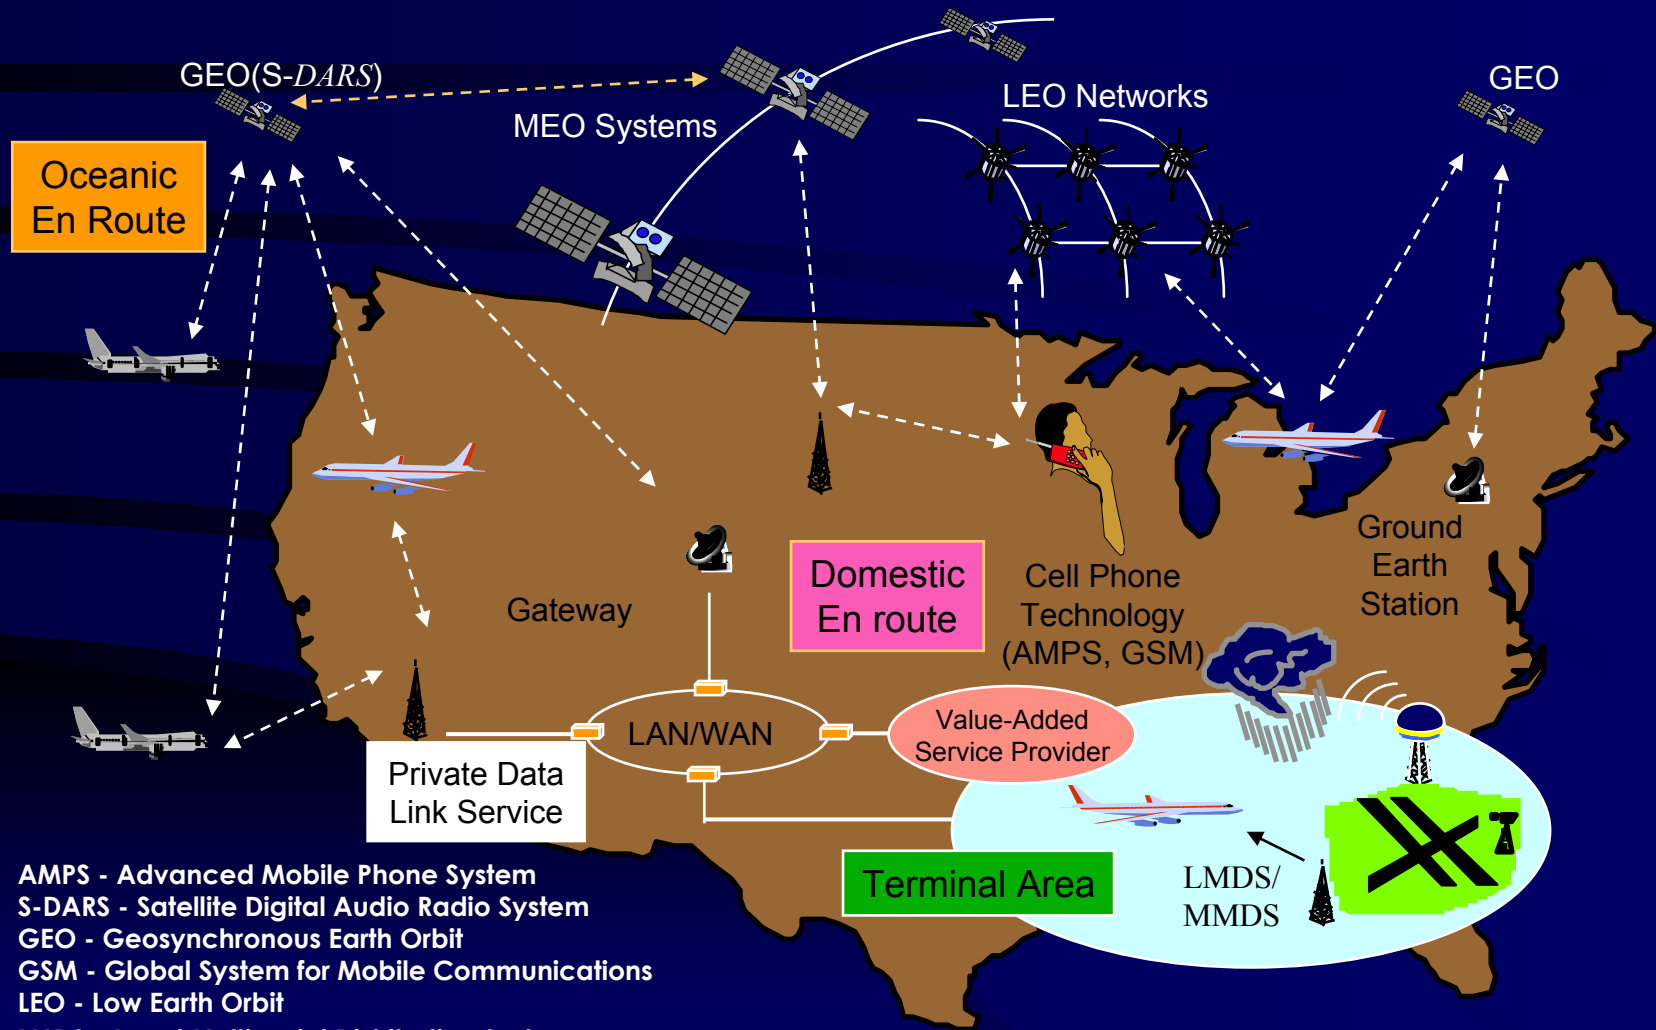 GEO(S-DARS)
MEO Systems
LEO Networks
GEO
Oceanic
En Route
Ground
Earth
Station
Domestic
En route
Cell Phone
Technology
(AMPS, GSM)
Gateway
LAN/WAN
Value-Added
Service Provider
Private Data
Link Service
Terminal Area
LMDS/
MMDS
AMPS - Advanced Mobile Phone System
S-DARS - Satellite Digital Audio Radio System
GEO - Geosynchronous Earth Orbit
GSM - Global System for Mobile Communications
LEO - Low Earth Orbit